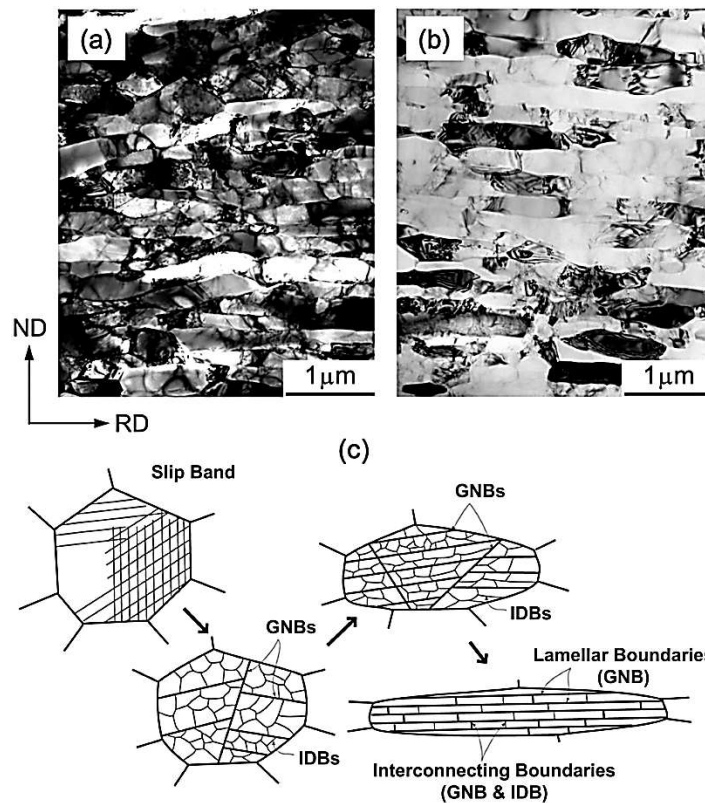 (a)
(b)
ND
RD
1μm
1μm
(c)
Slip Band
GNBs
IDBs
GNBs
IDBs
Lamellar Boundaries
(GNB)
Interconnecting Boundaries
(GNB & IDB)